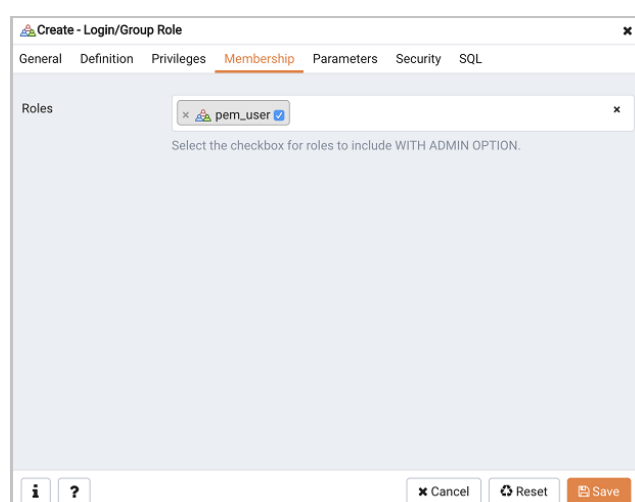 Create - Login/Group Role
General Definition Privileges Membership Parameters Security SQL
Roles
× pem_user
Select the checkbox for roles to include WITH ADMIN OPTION.
i ? Cancel Reset Save